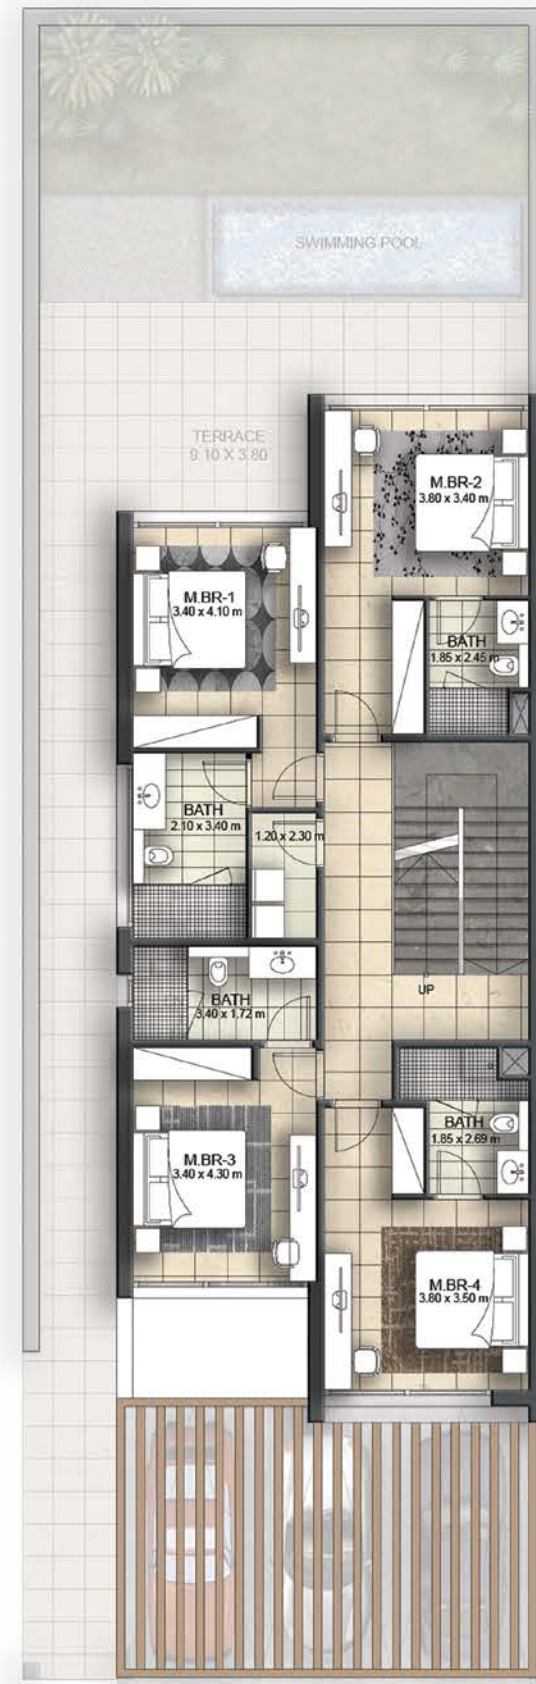 SWIMMING POOL
TERRACE
9.10 X 3.80
M.BR-2
3.80 x 3.40 m
M.BR-1
3.40 x 4.10 m
BATH
1.85 x 2.45 m
BATH
2.10 x 3.40 m
1.20 x 2.30 m
UP
BATH
3.40 x 1.72 m
BATH
1.85 x 2.69 m
M.BR-3
3.40 x 4.30 m
M.BR-4
3.80 x 3.50 m